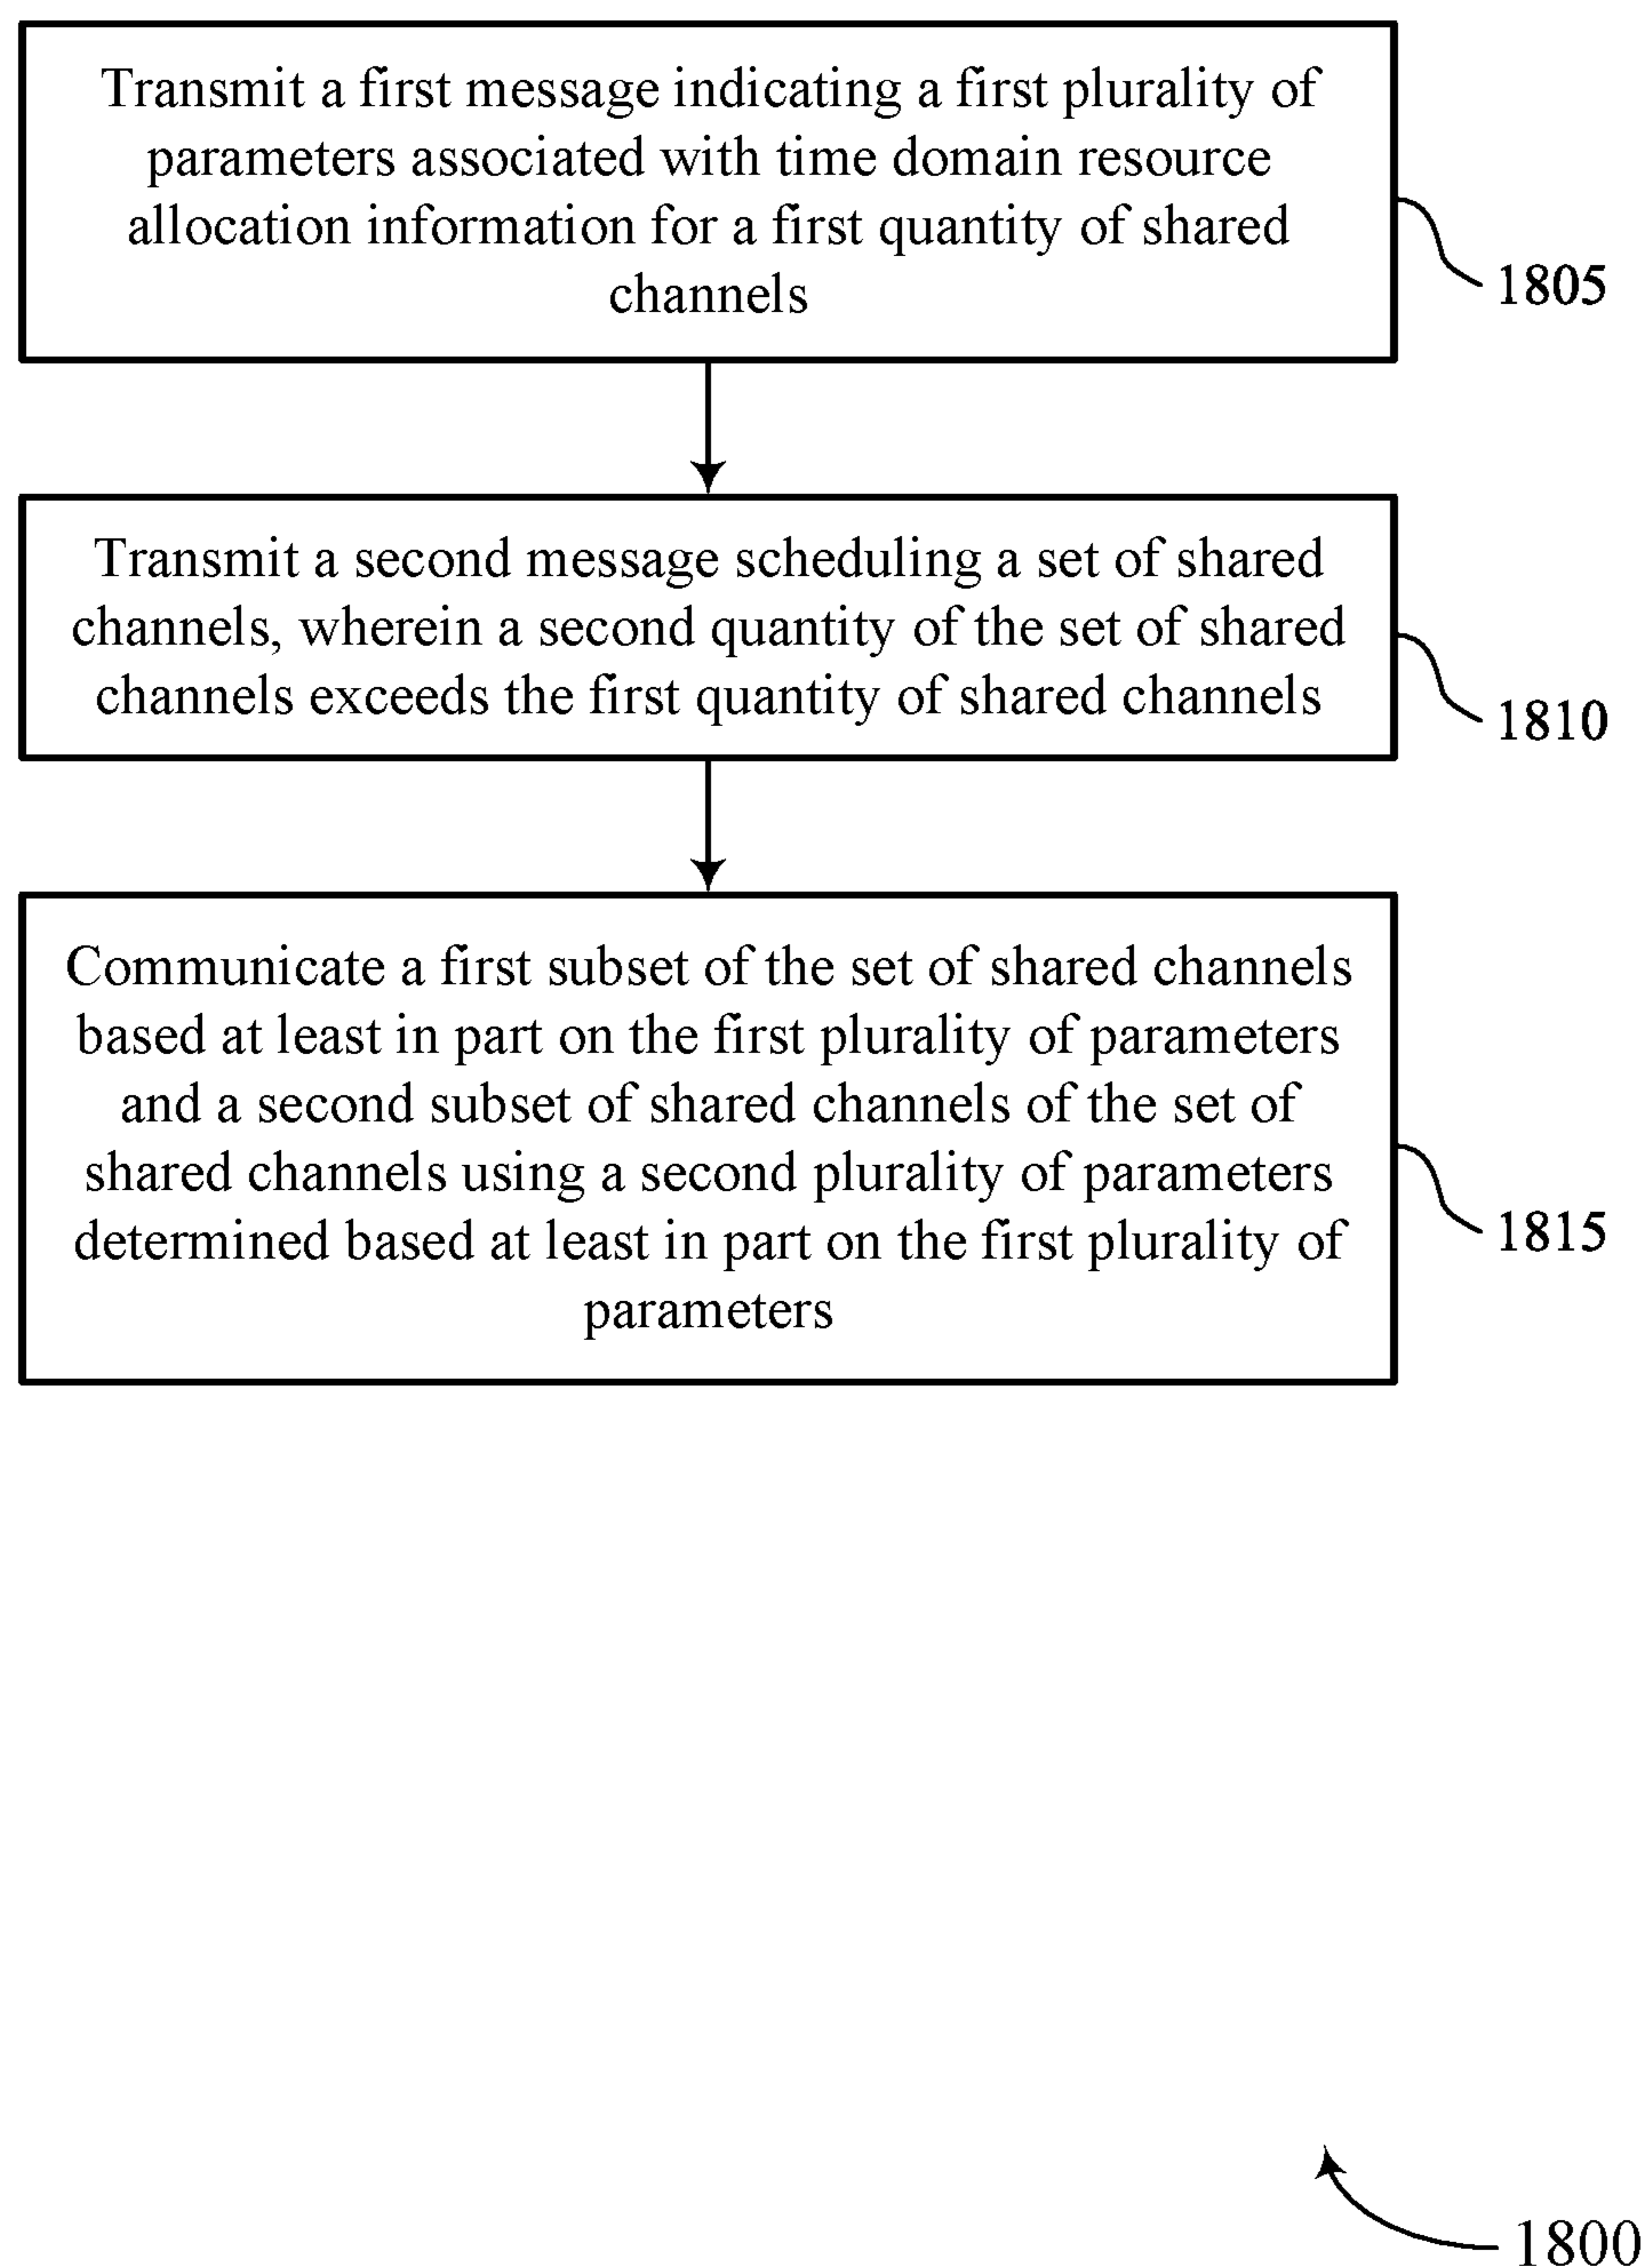 Transmit a first message indicating a first plurality of
parameters associated with time domain resource
allocation information for a first quantity of shared
channels
1805
Transmit a second message scheduling a set of shared
channels, wherein a second quantity of the set of shared
channels exceeds the first quantity of shared channels
1810
Communicate a first subset of the set of shared channels
based at least in part on the first plurality of parameters
and a second subset of shared channels of the set of
shared channels using a second plurality of parameters
determined based at least in part on the first plurality of
parameters
1815
1800